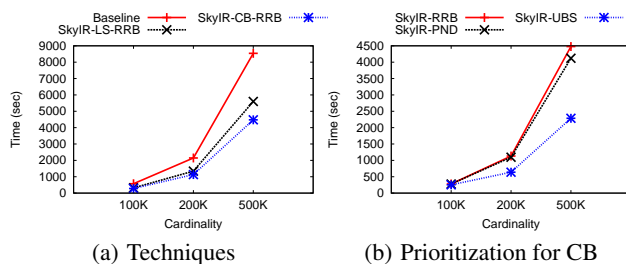 Baseline
SkyIR-LS-RRB
SkyIR-CB-RRB
9000
8000
7000
6000
5000
4000
3000
2000
1000
0
Time (sec)
100K 200K 500K
Cardinality
(a) Techniques
SkyIR-RRB
SkyIR-PND
SkyIR-UBS
4500
4000
3500
3000
2500
2000
1500
1000
500
0
Time (sec)
100K 200K 500K
Cardinality
(b) Prioritization for CB